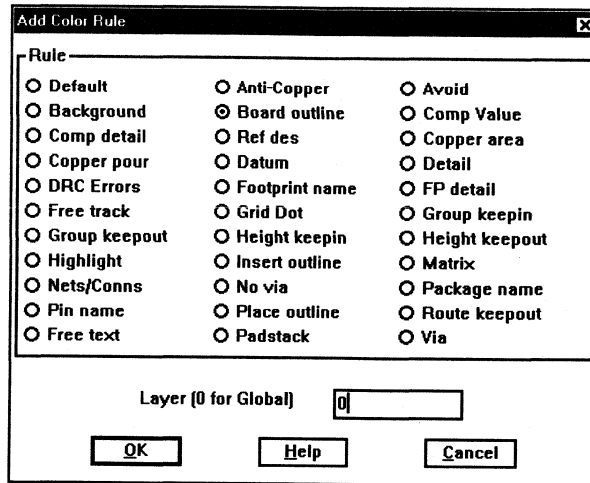 Add Color Rule
Rule
Default Anti-Copper Avoid
Background Board outline Comp Value
Comp detail Ref des Copper area
Copper pour Datum Detail
DRC Errors Footprint name FP detail
Free track Grid Dot Group keepin
Group keepout Height keepin Height keepout
Highlight Insert outline Matrix
Nets/Conns No via Package name
Pin name Place outline Route keepout
Free text Padstack Via
Layer (0 for Global) 0
OK Help Cancel